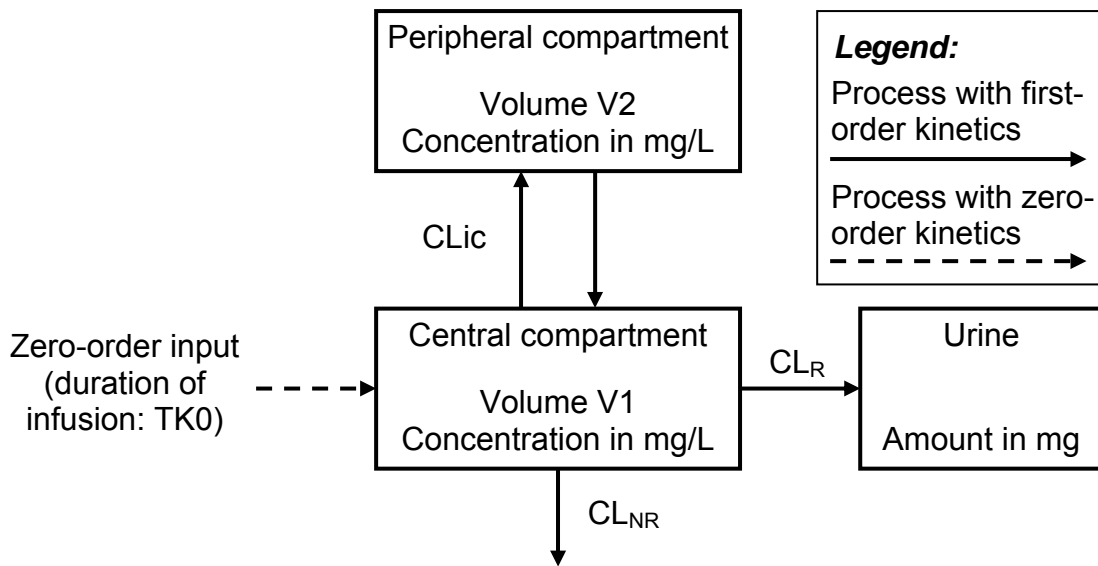 Peripheral compartment
Volume V2
Concentration in mg/L
Legend:
Process with first-
order kinetics
Process with zero-
order kinetics
CLic
Zero-order input
(duration of
infusion: TK0)
Central compartment
Volume V1
Concentration in mg/L
CLR
Urine
Amount in mg
CLNR